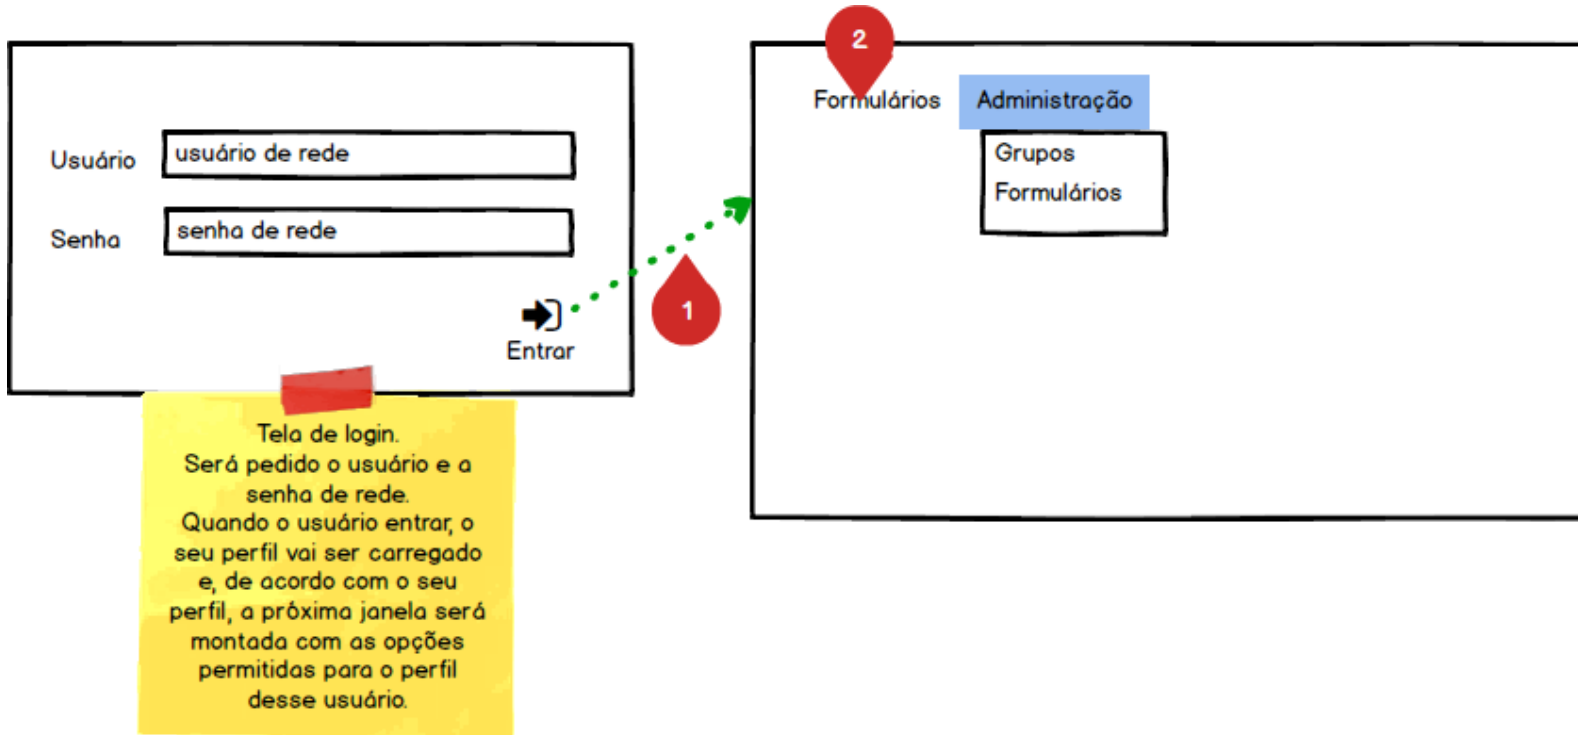 Usuário
usuário de rede
Senha
senha de rede
Entrar
Tela de login.
Será pedido o usuário e a
senha de rede.
Quando o usuário entrar, o
seu perfil vai ser carregado
e, de acordo com o seu
perfil, a próxima janela será
montada com as opções
permitidas para o perfil
desse usuário.
1
2
Formulários
Administração
Grupos
Formulários